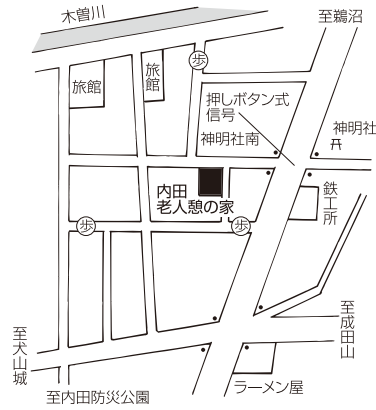 木曽川
至鵜沼
旅館
旅館
歩
押しボタン式
信号
神明社南
神明社
内田
老人憩の家
鉄工所
歩
歩
至犬山城
至成田山
至内田防災公園
ラーメン屋